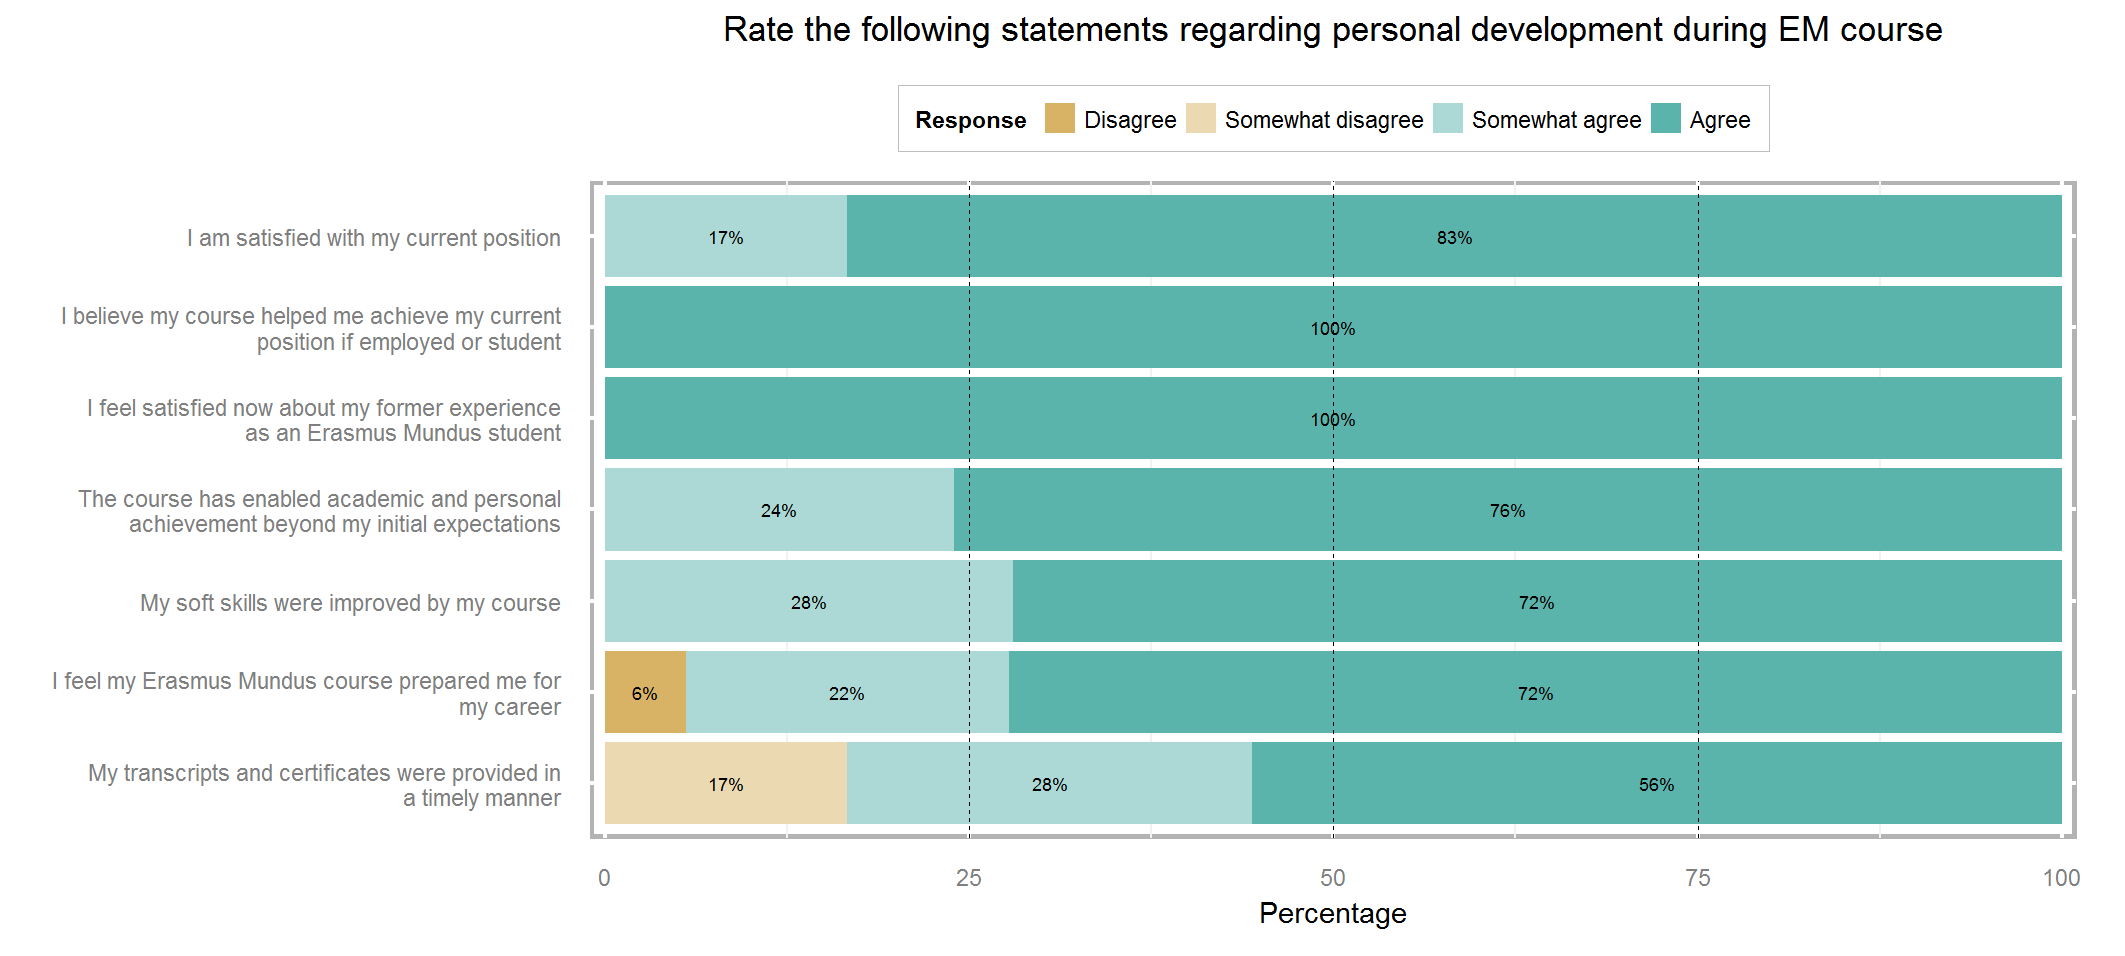 Rate the following statements regarding personal development during EM course
Response Disagree Somewhat disagree Somewhat agree Agree
I am satisfied with my current position
17% 83%
I believe my course helped me achieve my current
position if employed or student
100%
I feel satisfied now about my former experience
as an Erasmus Mundus student
100%
The course has enabled academic and personal
achievement beyond my initial expectations
24% 76%
My soft skills were improved by my course
28% 72%
I feel my Erasmus Mundus course prepared me for
my career
6% 22% 72%
My transcripts and certificates were provided in
a timely manner
17% 28% 56%
0 25 50 75 100
Percentage